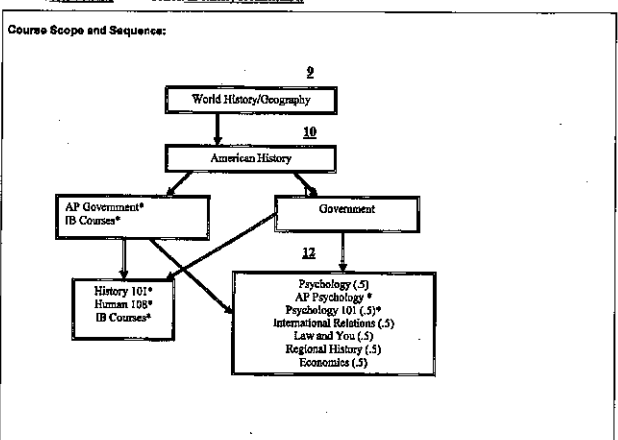 Course Scope and Sequence:
9
World History/Geography
10
American History
AP Government*
IB Courses*
Government
12
History 101*
Human 108*
IB Courses*
Psychology (.5)
AP Psychology *
Psychology 101 (.5)*
International Relations (.5)
Law and You (.5)
Regional History (.5)
Economics (.5)